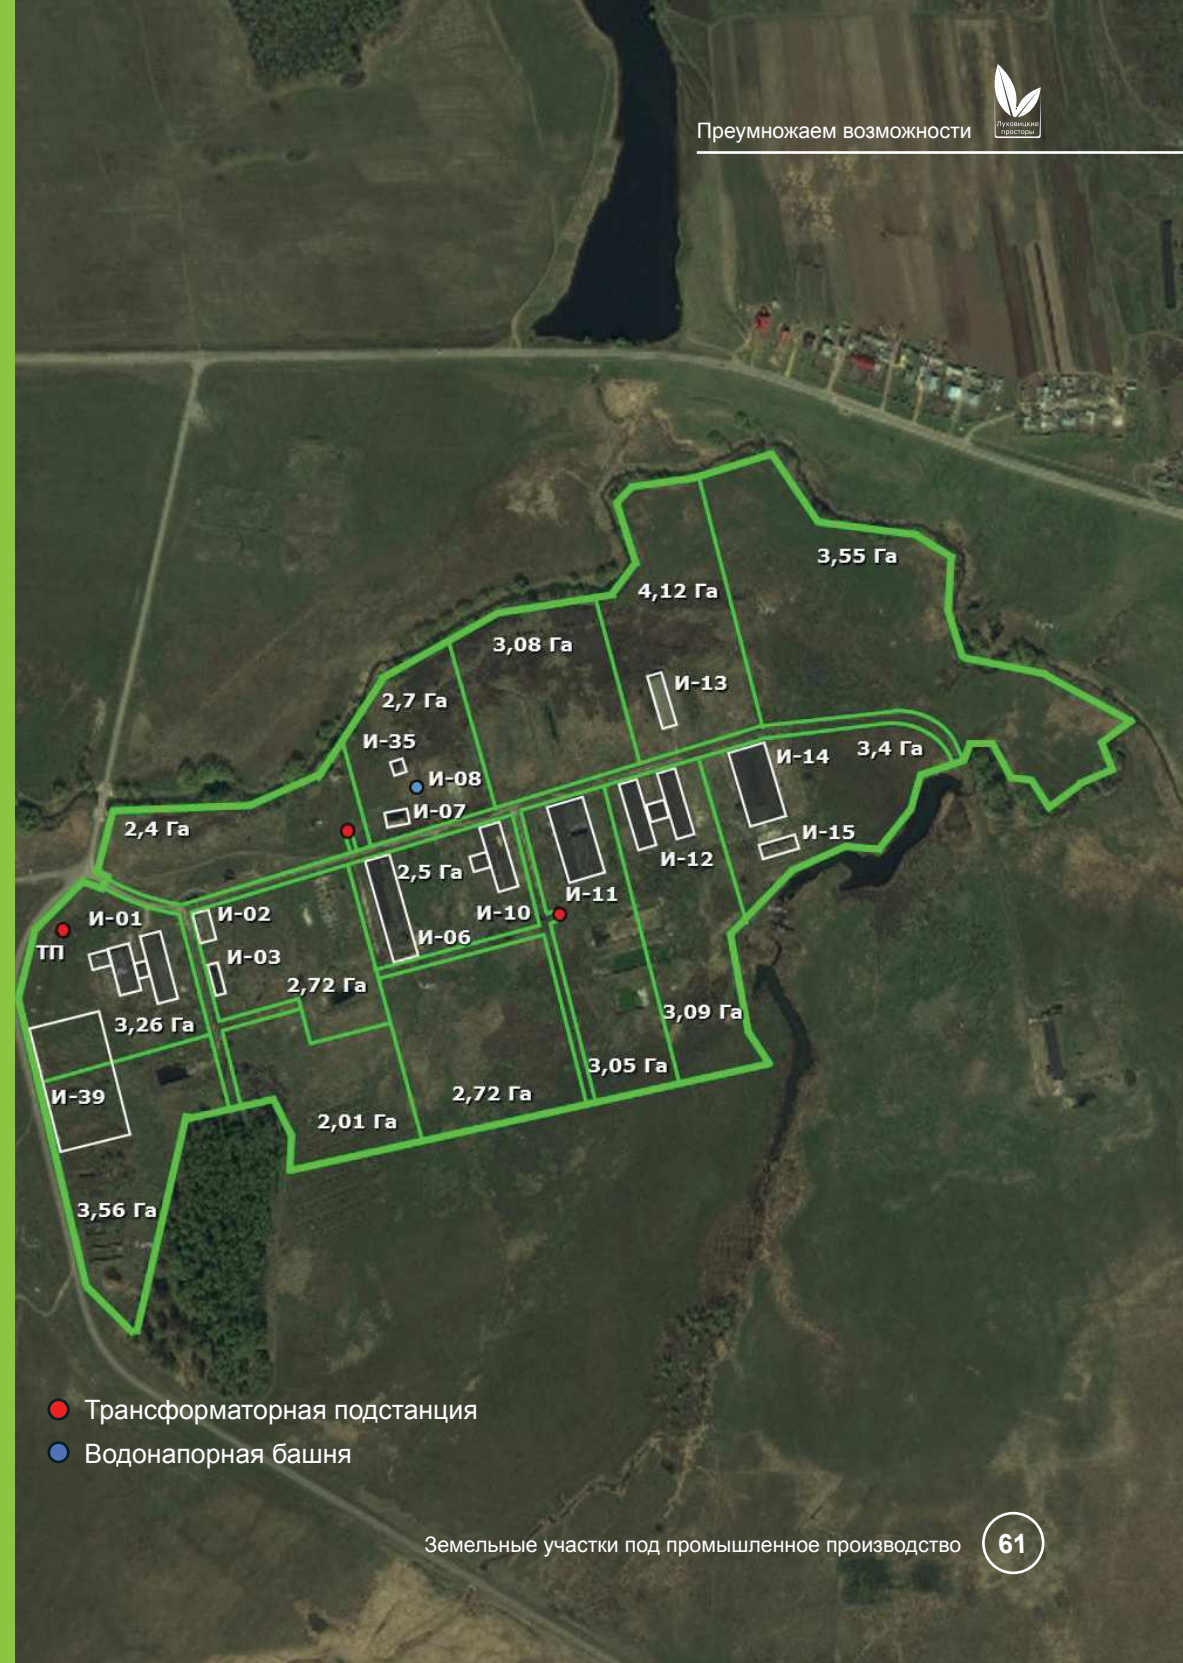 Преумножаем возможности
Луховицкие
просторы
3,55 Га
4,12 Га
3,08 Га
И-13
2,7 Га
И-35
3,4 Га
И-14
И-08
И-07
2,4 Га
И-15
И-12
2,5 Га
И-11
И-10
И-01
И-02
И-06
ТП
И-03
2,72 Га
3,09 Га
3,26 Га
3,05 Га
И-39
2,72 Га
2,01 Га
3,56 Га
Трансформаторная подстанция
Водонапорная башня
Земельные участки под промышленное производство
61